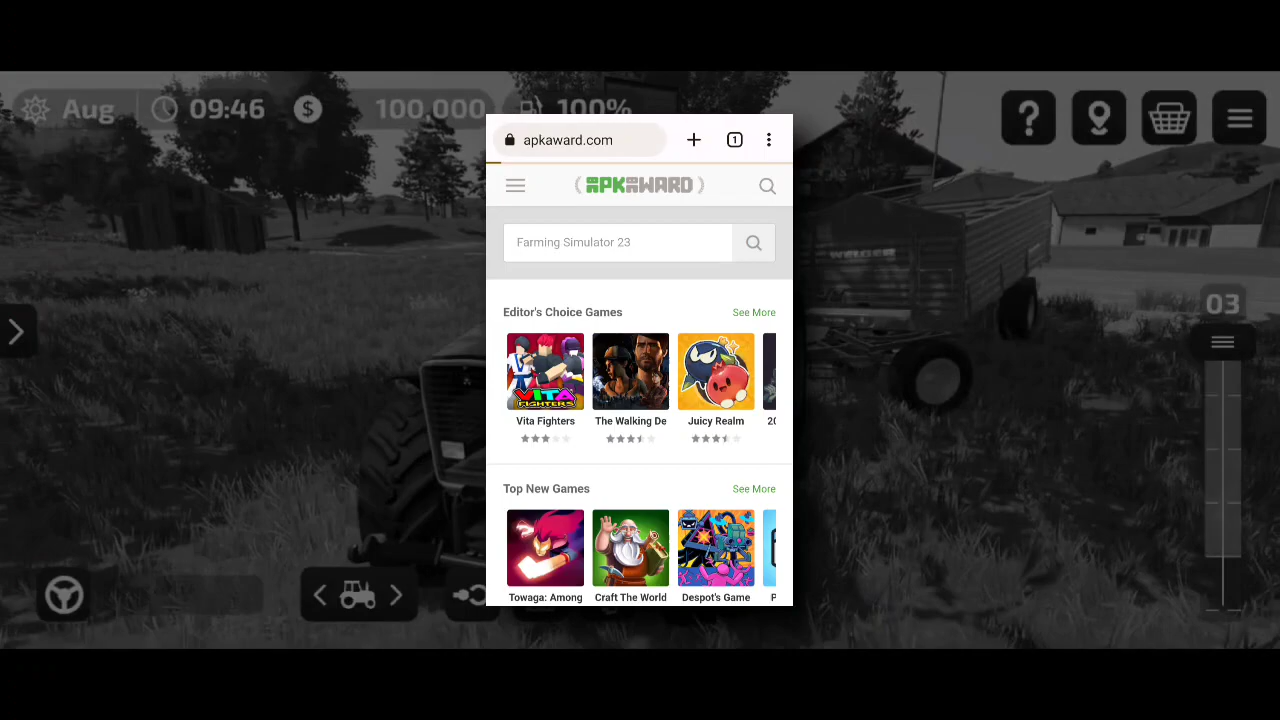 Aug 09:46 $ 100,000 100%
?
apkaward.com 1
(APKAWARD)
Farming Simulator 23
Editor's Choice Games See More
VITA FIGHTERS
Vita Fighters The Walking De Juicy Realm 20
Top New Games See More
Towaga: Among Craft The World Despot's Game P
WELGER
03